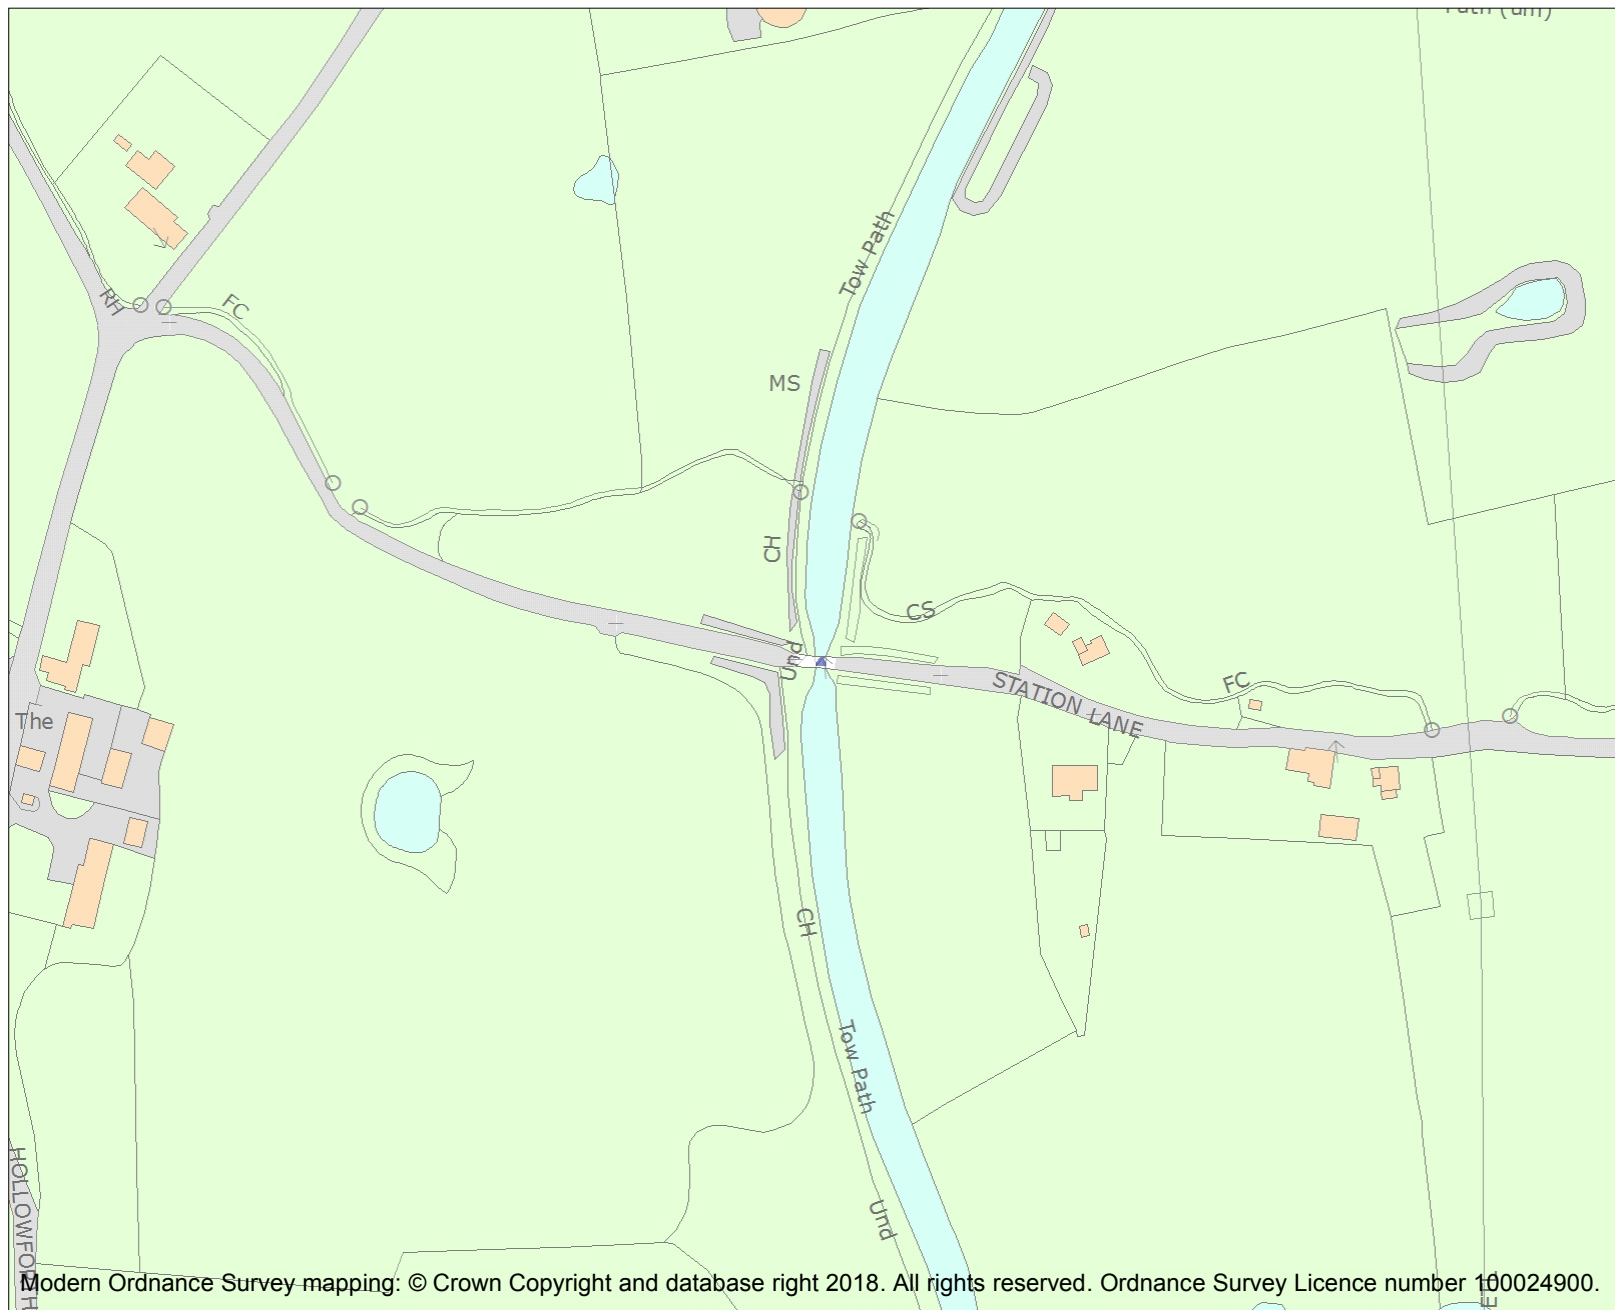 Path (um)
Tow Path
RH
FC
MS
CH
CS
Und
STATION LANE
FC
The
CH
Tow Path
Und
HOLLOWFOR
Modern Ordnance Survey mapping: © Crown Copyright and database right 2018. All rights reserved. Ordnance Survey Licence number 100024900.